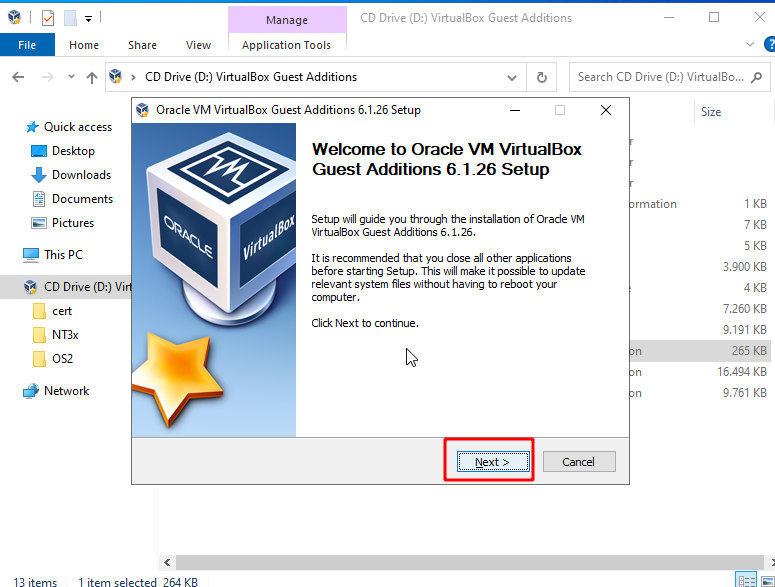 Manage
CD Drive (D:) VirtualBox Guest Additions
File
Home
Share
View
Application Tools
CD Drive (D:) VirtualBox Guest Additions
Search CD Drive (D:) VirtualBo...
Quick access
Desktop
Downloads
Documents
Pictures
This PC
CD Drive (D:) Virt
cert
NT3x
OS2
Network
Oracle VM VirtualBox Guest Additions 6.1.26 Setup
ORACLE
VM
VirtualBox
Welcome to Oracle VM VirtualBox
Guest Additions 6.1.26 Setup
Setup will guide you through the installation of Oracle VM
VirtualBox Guest Additions 6.1.26.
It is recommended that you close all other applications
before starting Setup. This will make it possible to update
relevant system files without having to reboot your
computer.
Click Next to continue.
Next >
Cancel
Size
r
r
r
ormation 1 KB
7 KB
5 KB
3.900 KB
4 KB
7.260 KB
9.191 KB
on 265 KB
on 16.494 KB
on 9.761 KB
13 items
1 item selected 264 KB